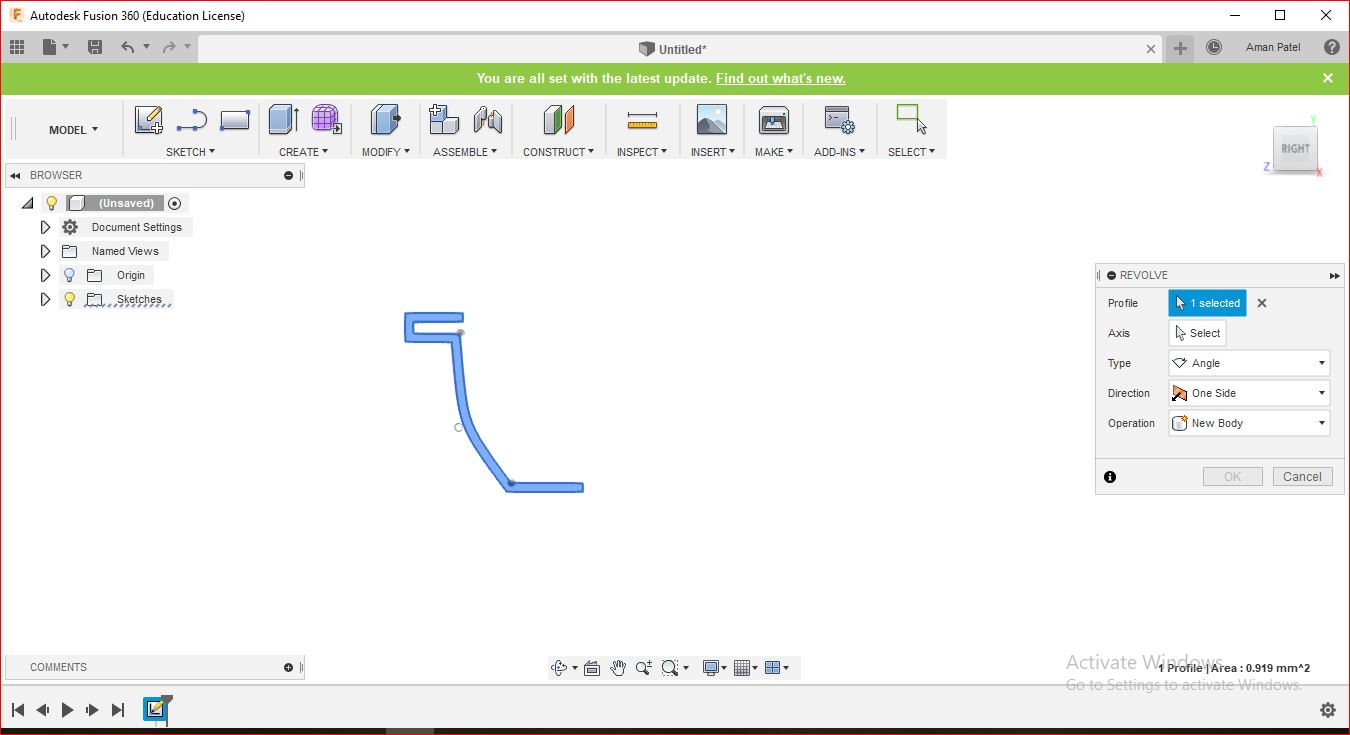 Autodesk Fusion 360 (Education License)
Untitled*
Aman Patel
You are all set with the latest update. Find out what's new.
MODEL
SKETCH
CREATE
MODIFY
ASSEMBLE
CONSTRUCT
INSPECT
INSERT
MAKE
ADD-INS
SELECT
Y
RIGHT
Z
X
BROWSER
(Unsaved)
Document Settings
Named Views
Origin
Sketches
REVOLVE
Profile 1 selected
Axis Select
Type Angle
Direction One Side
Operation New Body
OK Cancel
COMMENTS
Activate Windows
1 Profile | Area : 0.919 mm^2
Go to Settings to activate Windows.